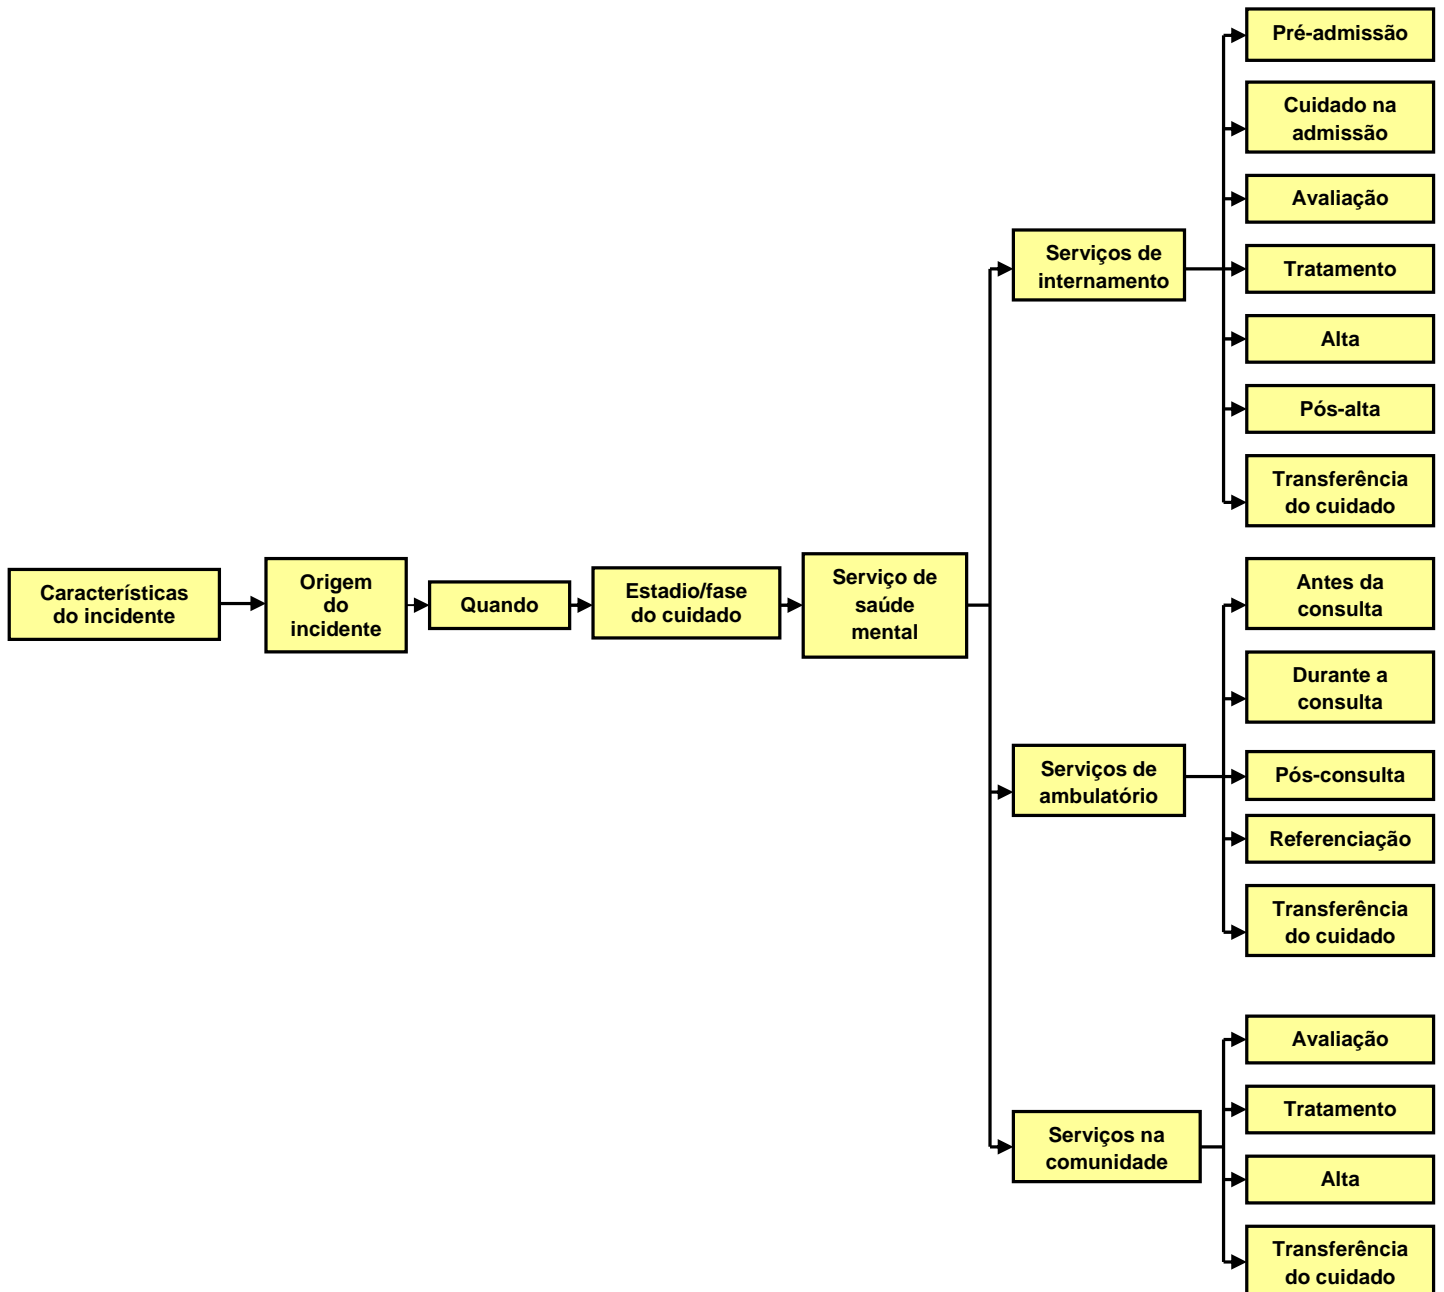 Características
do incidente
Origem
do
incidente
Quando
Estadio/fase
do cuidado
Serviço de
saúde
mental
Serviços de
internamento
Pré-admissão
Cuidado na
admissão
Avaliação
Tratamento
Alta
Pós-alta
Transferência
do cuidado
Serviços de
ambulatório
Antes da
consulta
Durante a
consulta
Pós-consulta
Referenciação
Transferência
do cuidado
Serviços na
comunidade
Avaliação
Tratamento
Alta
Transferência
do cuidado